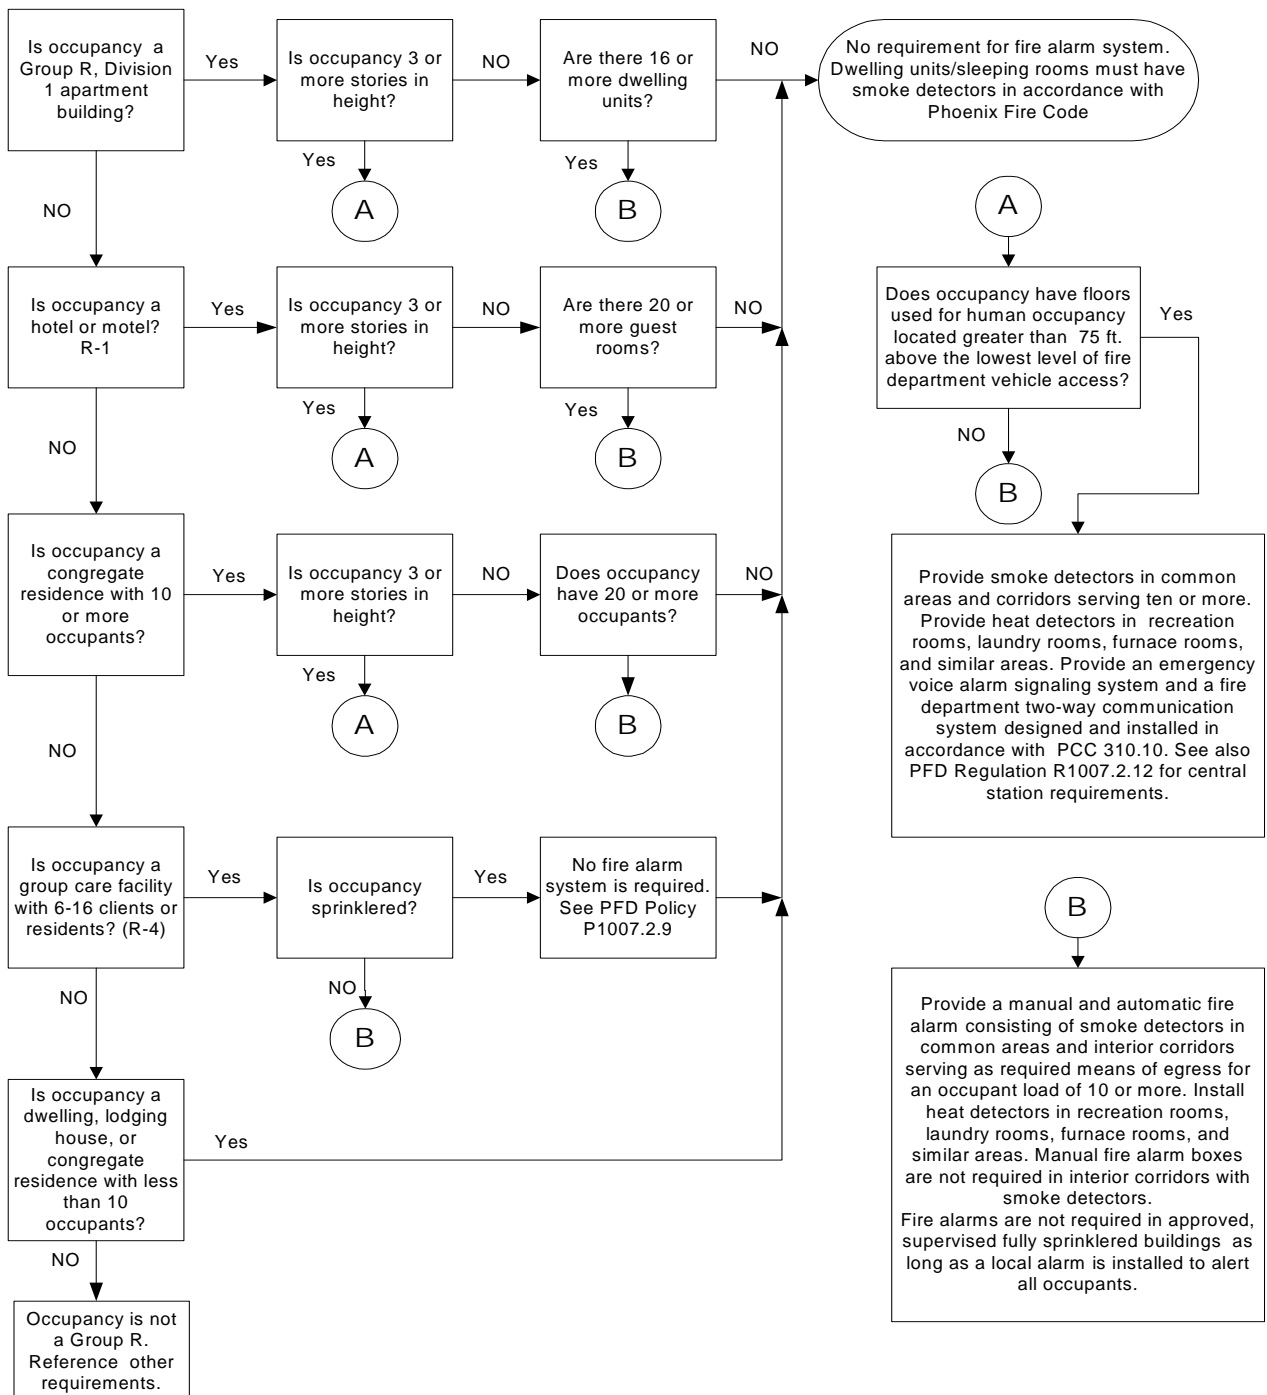 Is occupancy a
Group R, Division
1 apartment
building?
Yes
Is occupancy 3 or
more stories in
height?
NO
Are there 16 or
more dwelling
units?
NO
No requirement for fire alarm system.
Dwelling units/sleeping rooms must have
smoke detectors in accordance with
Phoenix Fire Code
Yes
A
Yes
B
NO
Is occupancy a
hotel or motel?
R-1
Yes
Is occupancy 3 or
more stories in
height?
NO
Are there 20 or
more guest
rooms?
NO
Yes
A
Yes
B
NO
Is occupancy a
congregate
residence with 10
or more
occupants?
Yes
Is occupancy 3 or
more stories in
height?
NO
Does occupancy
have 20 or more
occupants?
NO
Yes
A
B
NO
Is occupancy a
group care facility
with 6-16 clients or
residents? (R-4)
Yes
Is occupancy
sprinklered?
Yes
No fire alarm
system is required.
See PFD Policy
P1007.2.9
NO
B
NO
Is occupancy a
dwelling, lodging
house, or
congregate
residence with less
than 10
occupants?
Yes
NO
Occupancy is not
a Group R.
Reference other
requirements.
A
Does occupancy have floors
used for human occupancy
located greater than 75 ft.
above the lowest level of fire
department vehicle access?
Yes
NO
B
Provide smoke detectors in common
areas and corridors serving ten or more.
Provide heat detectors in recreation
rooms, laundry rooms, furnace rooms,
and similar areas. Provide an emergency
voice alarm signaling system and a fire
department two-way communication
system designed and installed in
accordance with PCC 310.10. See also
PFD Regulation R1007.2.12 for central
station requirements.
B
Provide a manual and automatic fire
alarm consisting of smoke detectors in
common areas and interior corridors
serving as required means of egress for
an occupant load of 10 or more. Install
heat detectors in recreation rooms,
laundry rooms, furnace rooms, and
similar areas. Manual fire alarm boxes
are not required in interior corridors with
smoke detectors.
Fire alarms are not required in approved,
supervised fully sprinklered buildings as
long as a local alarm is installed to alert
all occupants.